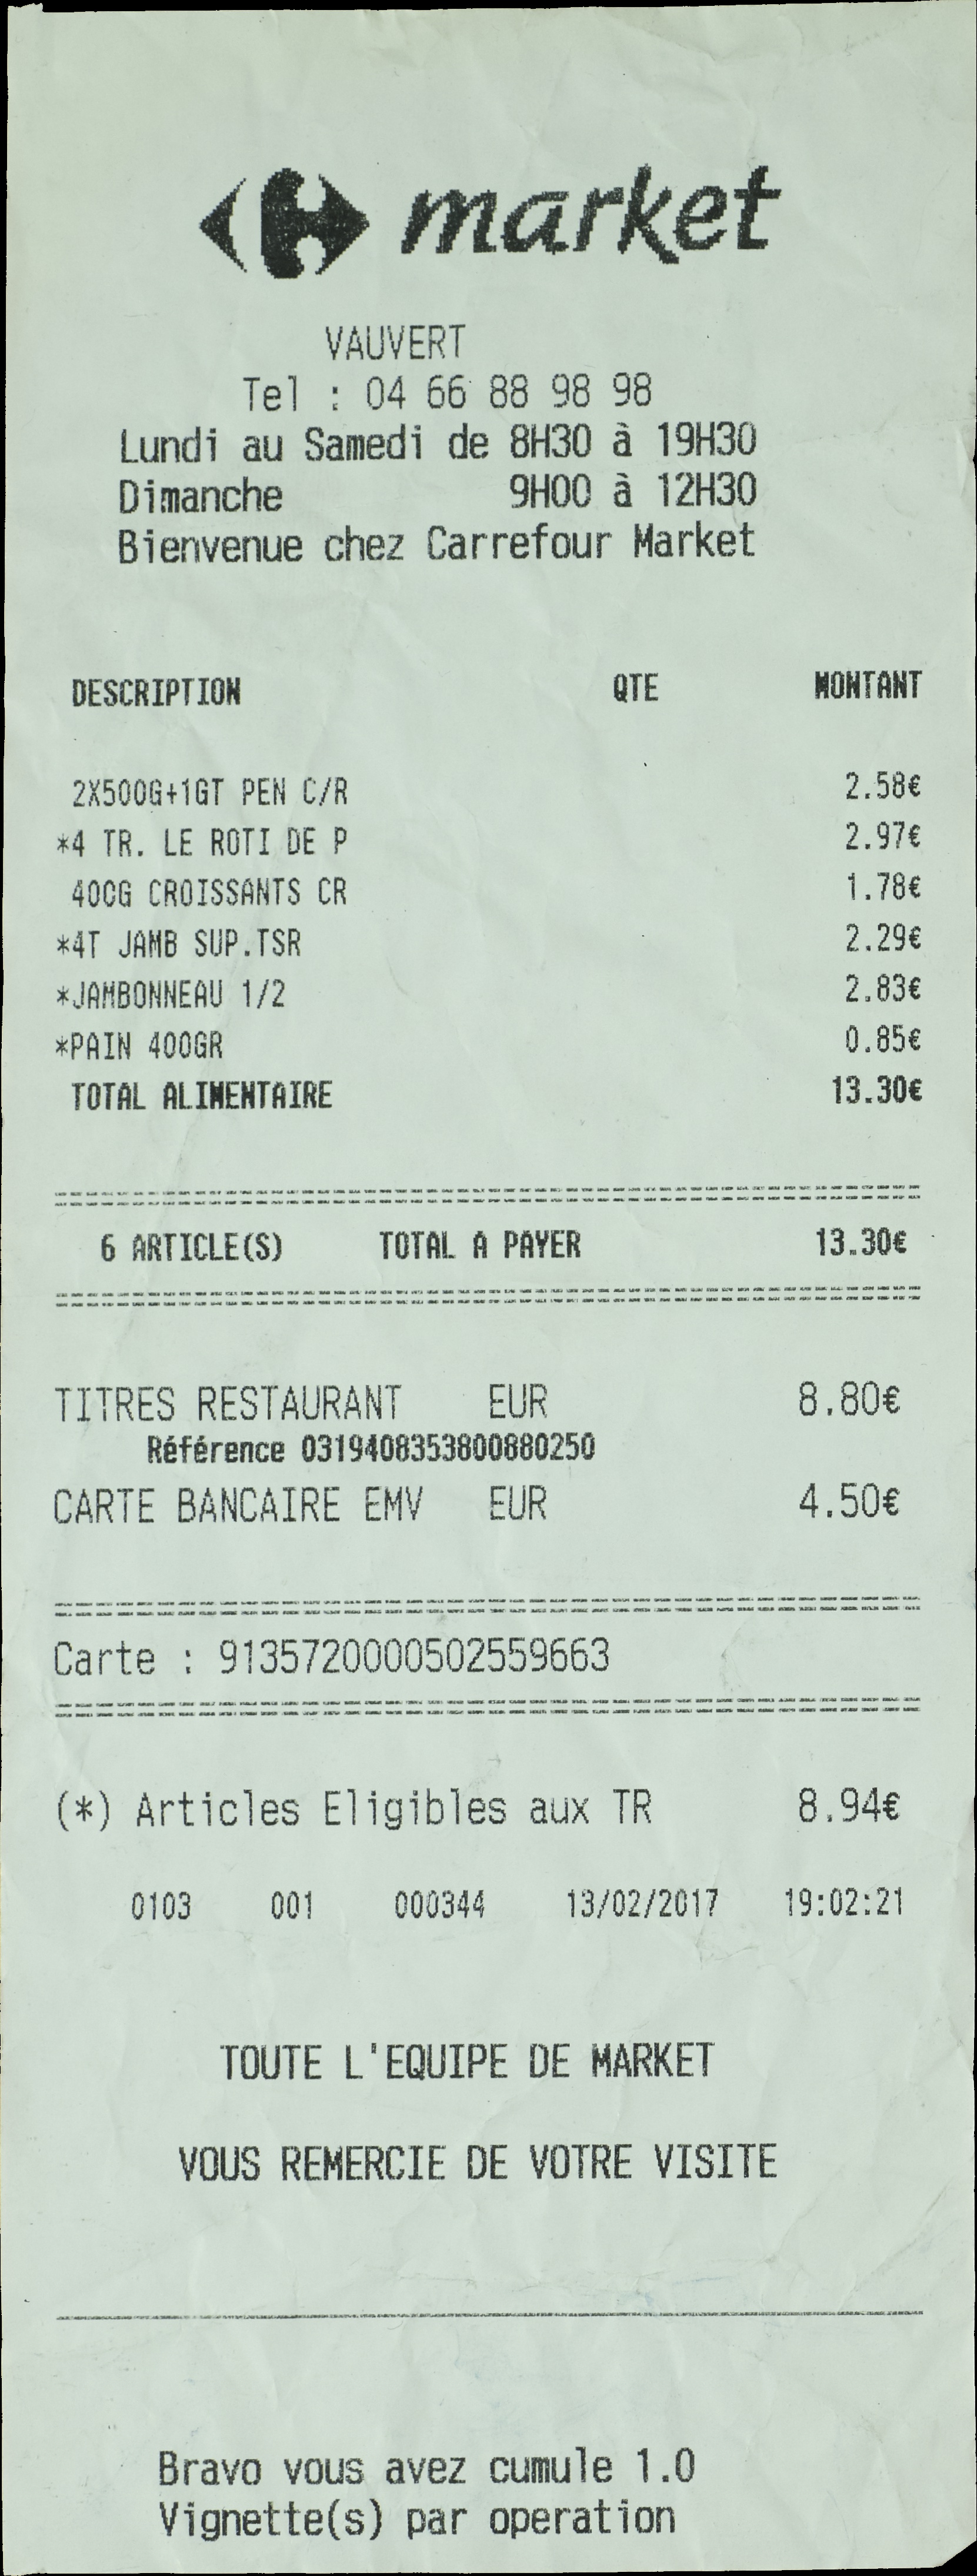 market
VAUVERT
Tel : 04 66 88 98 98
Lundi au Samedi de 8H30 à 19H30
Dimanche 9H00 à 12H30
Bienvenue chez Carrefour Market
DESCRIPTION QTE MONTANT
2X500G+1GT PEN C/R 2.58€
*4 TR. LE ROTI DE P 2.97€
400G CROISSANTS CR 1.78€
*4T JAMB SUP.TSR 2.29€
*JAMBONNEAU 1/2 2.83€
*PAIN 400GR 0.85€
TOTAL ALIMENTAIRE 13.30€
6 ARTICLE(S) TOTAL A PAYER 13.30€
TITRES RESTAURANT EUR 8.80€
Référence 03194083538008802​50
CARTE BANCAIRE EMV EUR 4.50€
Carte : 9135720000502559663
(*) Articles Eligibles aux TR 8.94€
0103 001 000344 13/02/2017 19:02:21
TOUTE L'EQUIPE DE MARKET
VOUS REMERCIE DE VOTRE VISITE
Bravo vous avez cumule 1.0
Vignette(s) par operation